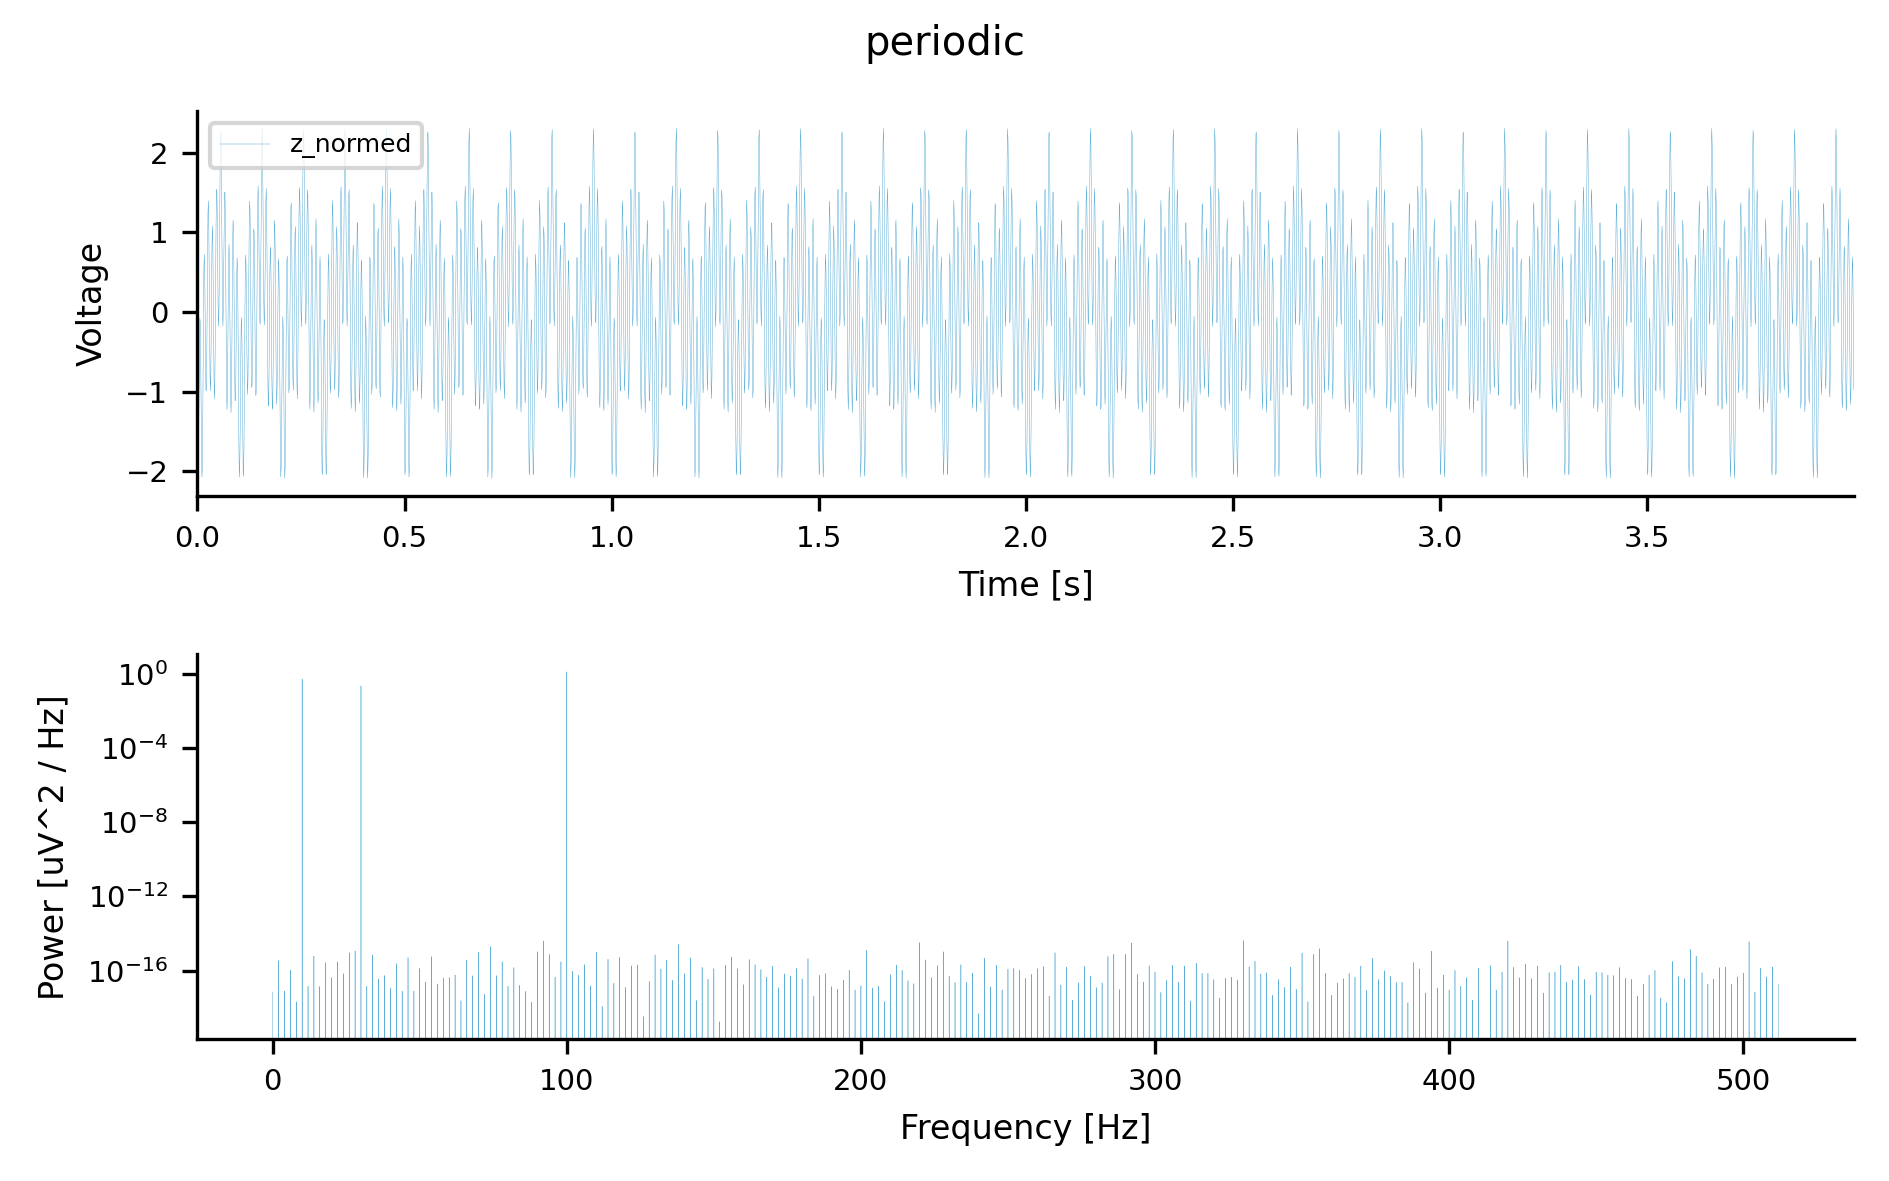 periodic
z_normed
2
1
0
−1
−2
Voltage
0.0 0.5 1.0 1.5 2.0 2.5 3.0 3.5
Time [s]
10⁰
10⁻⁴
10⁻⁸
10⁻¹²
10⁻¹⁶
Power [uV^2 / Hz]
0 100 200 300 400 500
Frequency [Hz]